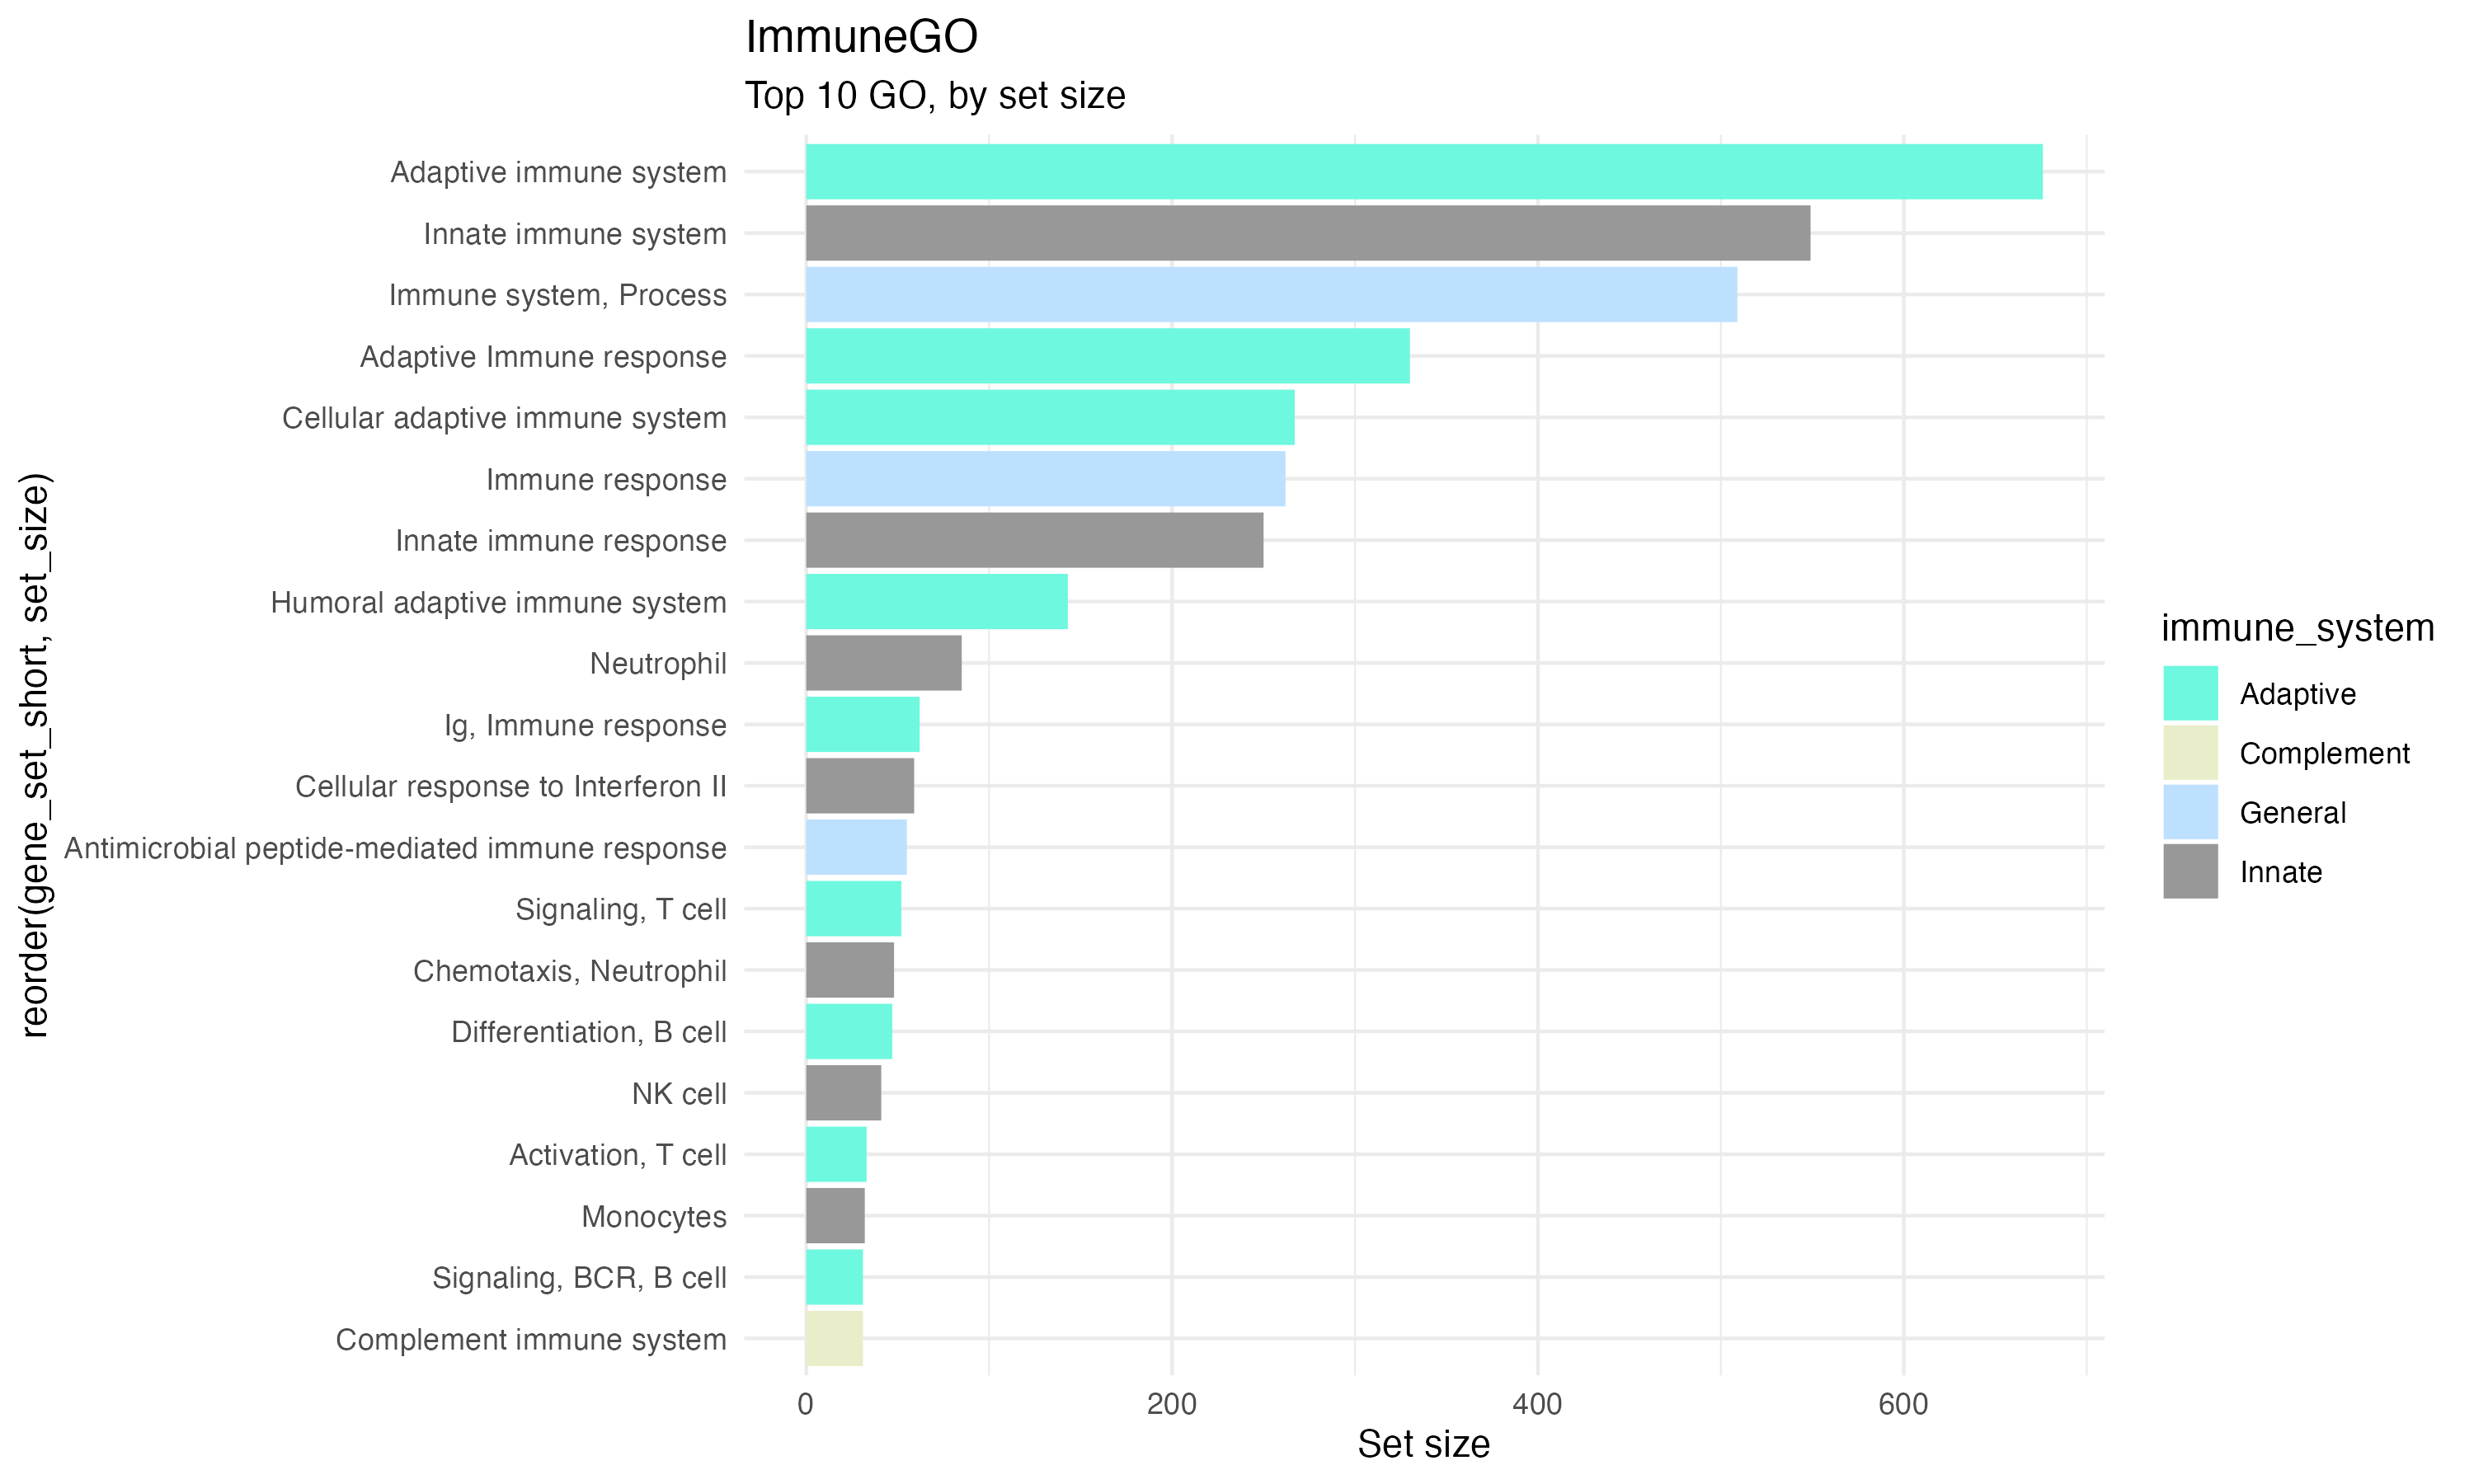 ImmuneGO
Top 10 GO, by set size
reorder(gene_set_short, set_size)
Adaptive immune system
Innate immune system
Immune system, Process
Adaptive Immune response
Cellular adaptive immune system
Immune response
Innate immune response
Humoral adaptive immune system
Neutrophil
Ig, Immune response
Cellular response to Interferon II
Antimicrobial peptide-mediated immune response
Signaling, T cell
Chemotaxis, Neutrophil
Differentiation, B cell
NK cell
Activation, T cell
Monocytes
Signaling, BCR, B cell
Complement immune system
0 200 400 600
Set size
immune_system
Adaptive
Complement
General
Innate